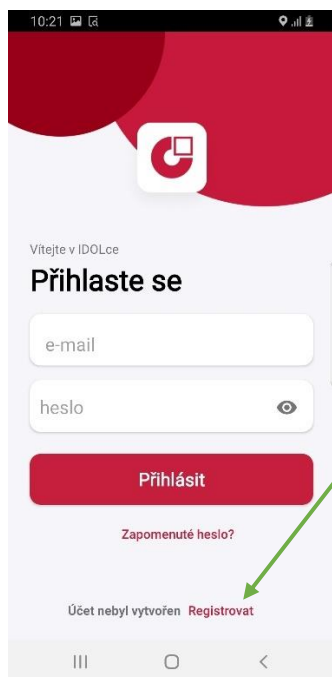 10:21
Vítejte v IDOLce
Přihlaste se
e-mail
heslo
Přihlásit
Zapomenuté heslo?
Účet nebyl vytvořen Registrovat